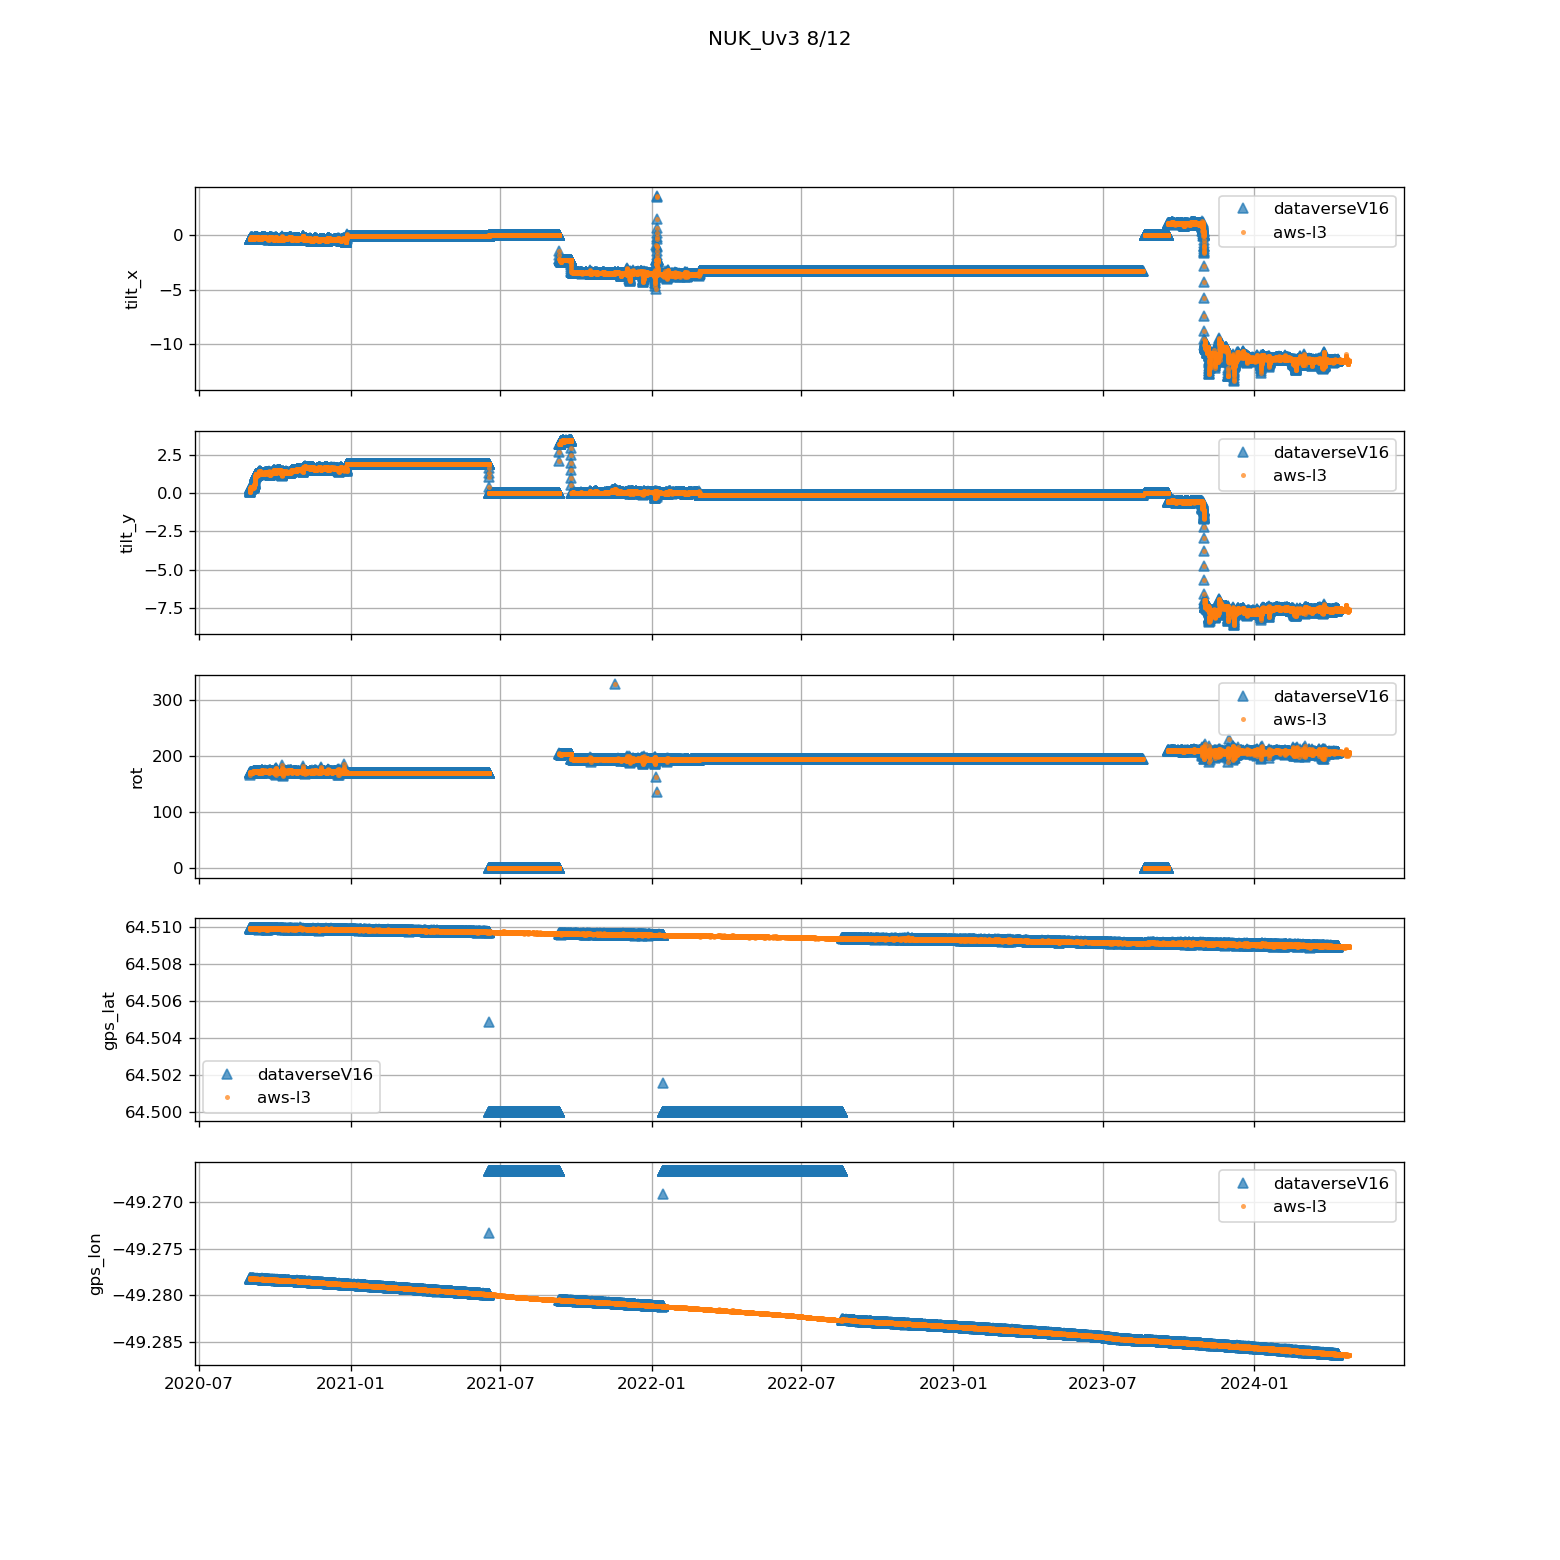 NUK_Uv3 8/12
dataverseV16
aws-l3
0
−5
−10
tilt_x
dataverseV16
aws-l3
2.5
0.0
−2.5
−5.0
−7.5
tilt_y
dataverseV16
aws-l3
300
200
100
0
rot
64.510
64.508
64.506
64.504
64.502
64.500
gps_lat
dataverseV16
aws-l3
dataverseV16
aws-l3
−49.270
−49.275
−49.280
−49.285
gps_lon
2020-07 2021-01 2021-07 2022-01 2022-07 2023-01 2023-07 2024-01